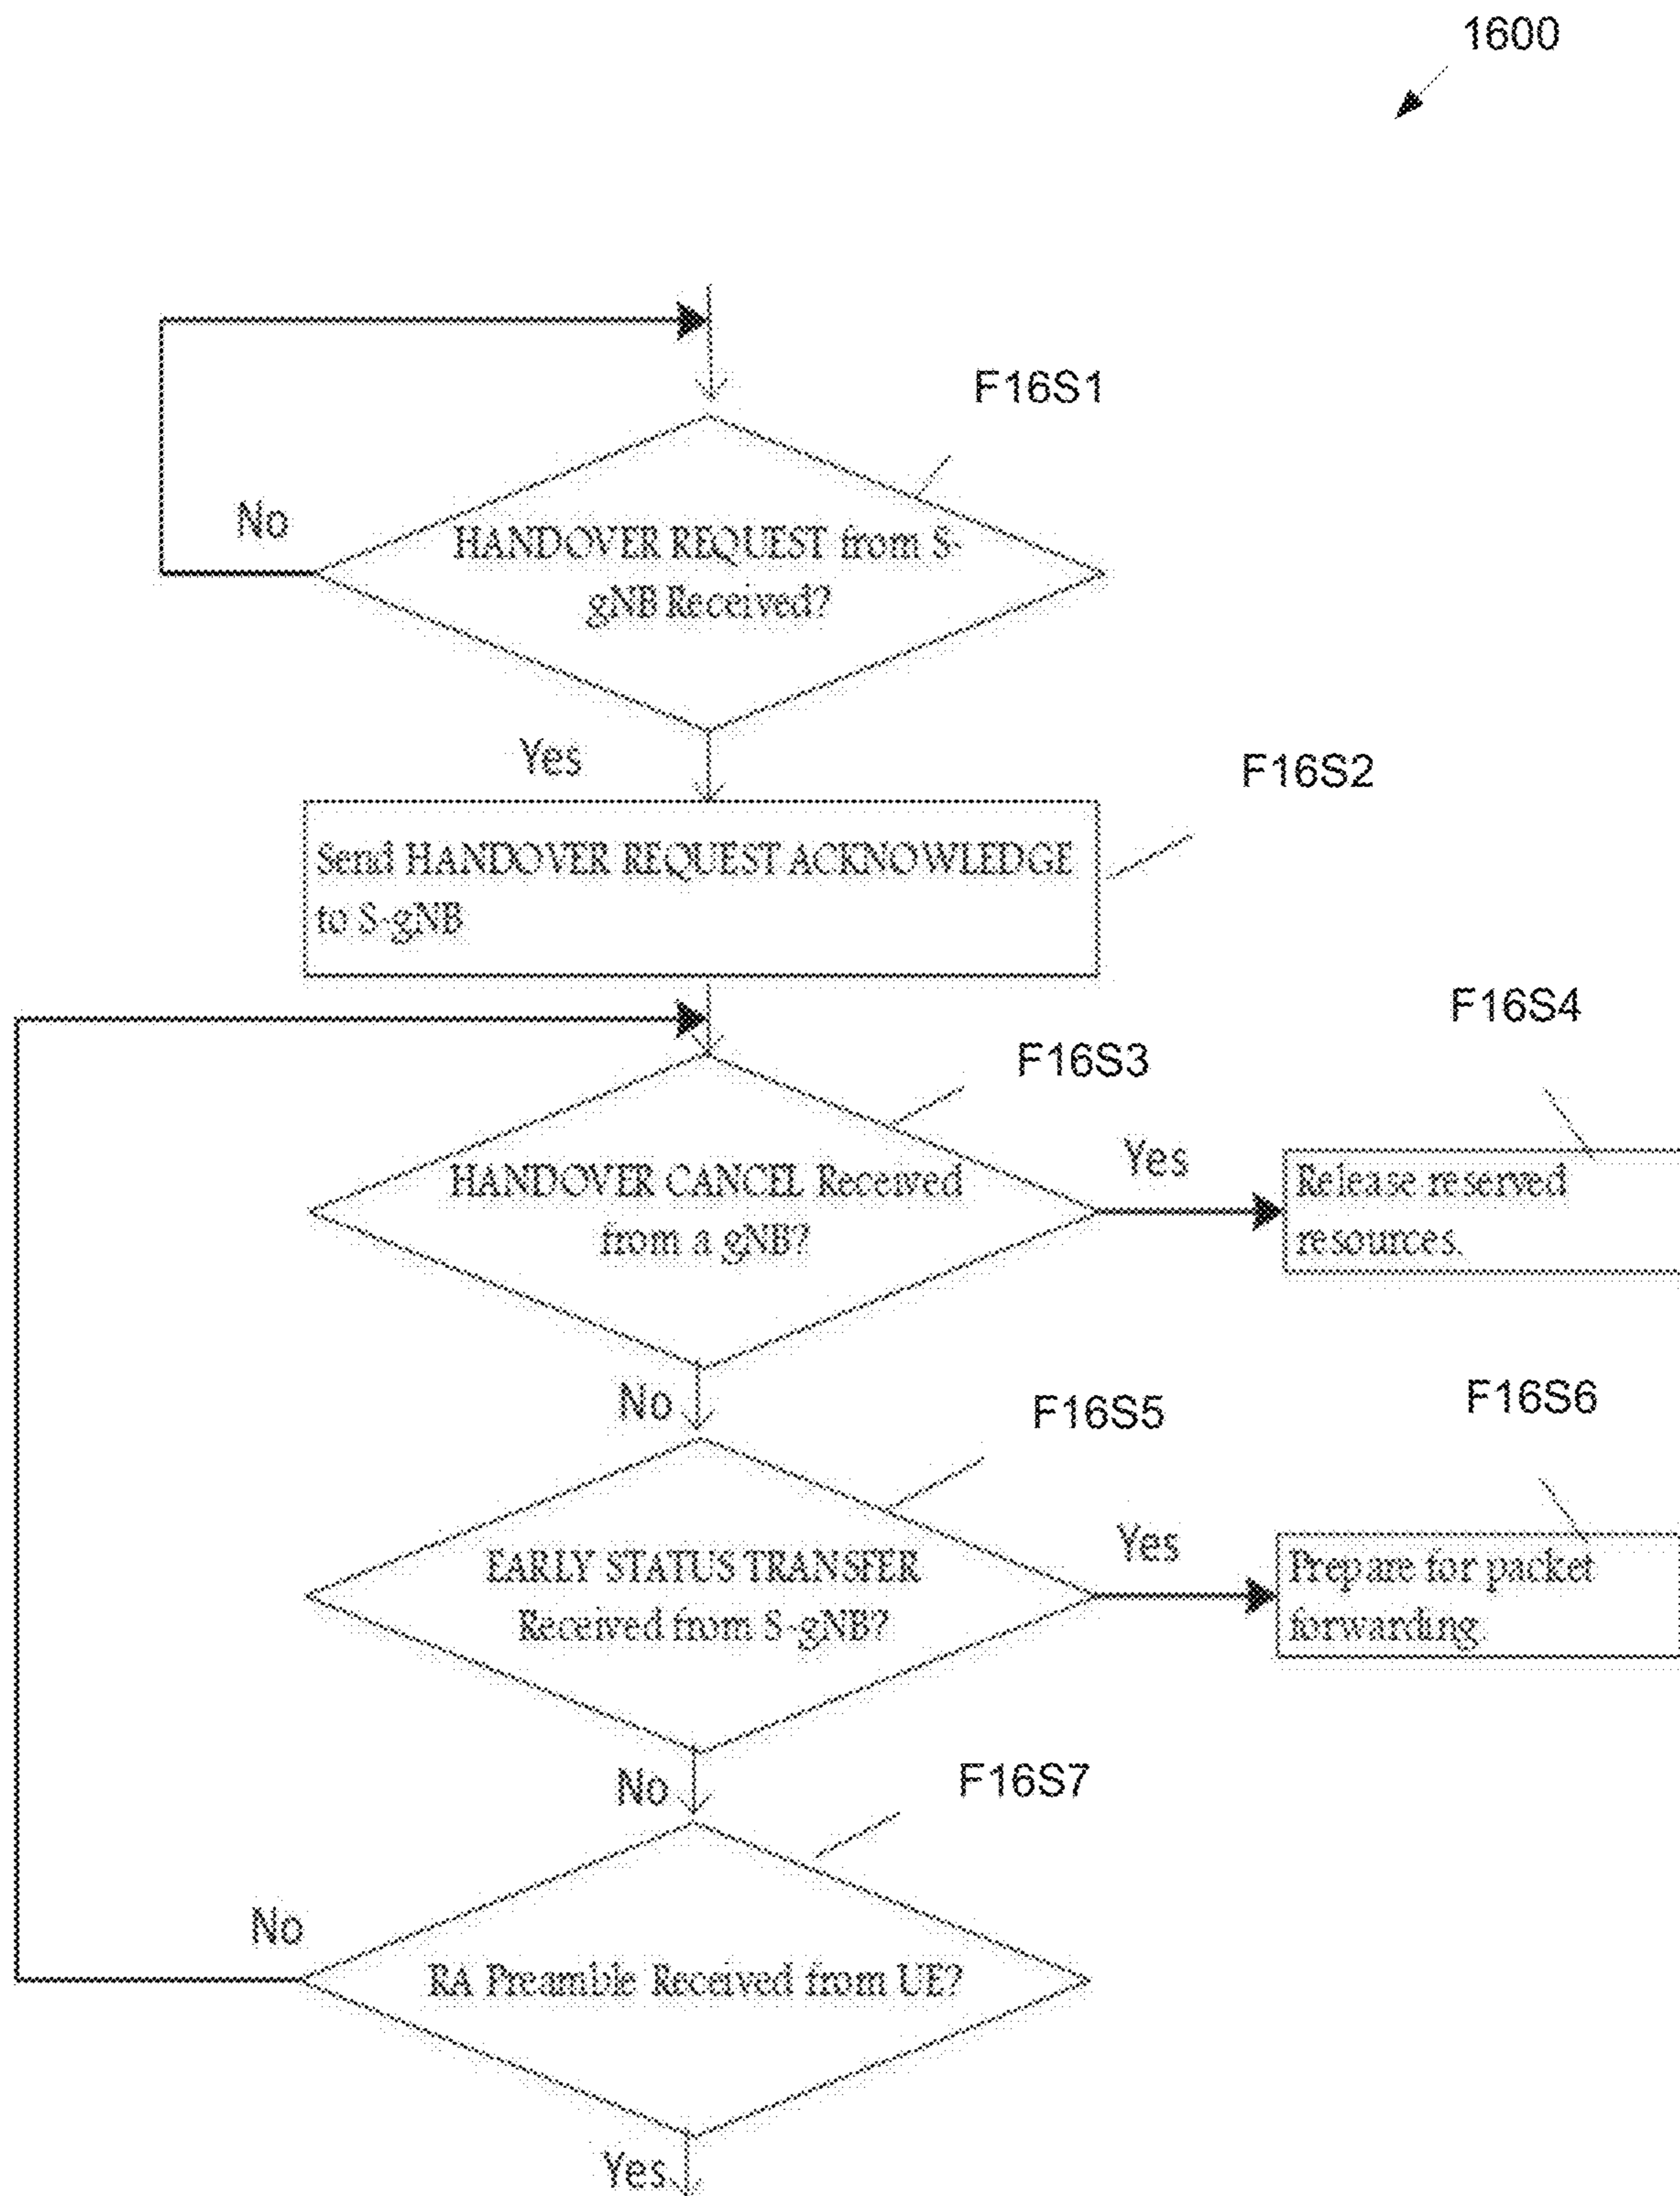 1600
F16S1
No
HANDOVER REQUEST from S-
gNB Received?
Yes
F16S2
Send HANDOVER REQUEST ACKNOWLEDGE
to S-gNB
F16S4
F16S3
HANDOVER CANCEL Received
from a gNB?
Yes
Release reserved
resources.
No
F16S5
F16S6
EARLY STATUS TRANSFER
Received from S-gNB?
Yes
Prepare for packet
forwarding.
No
F16S7
No
RA Preamble Received from UE?
Yes